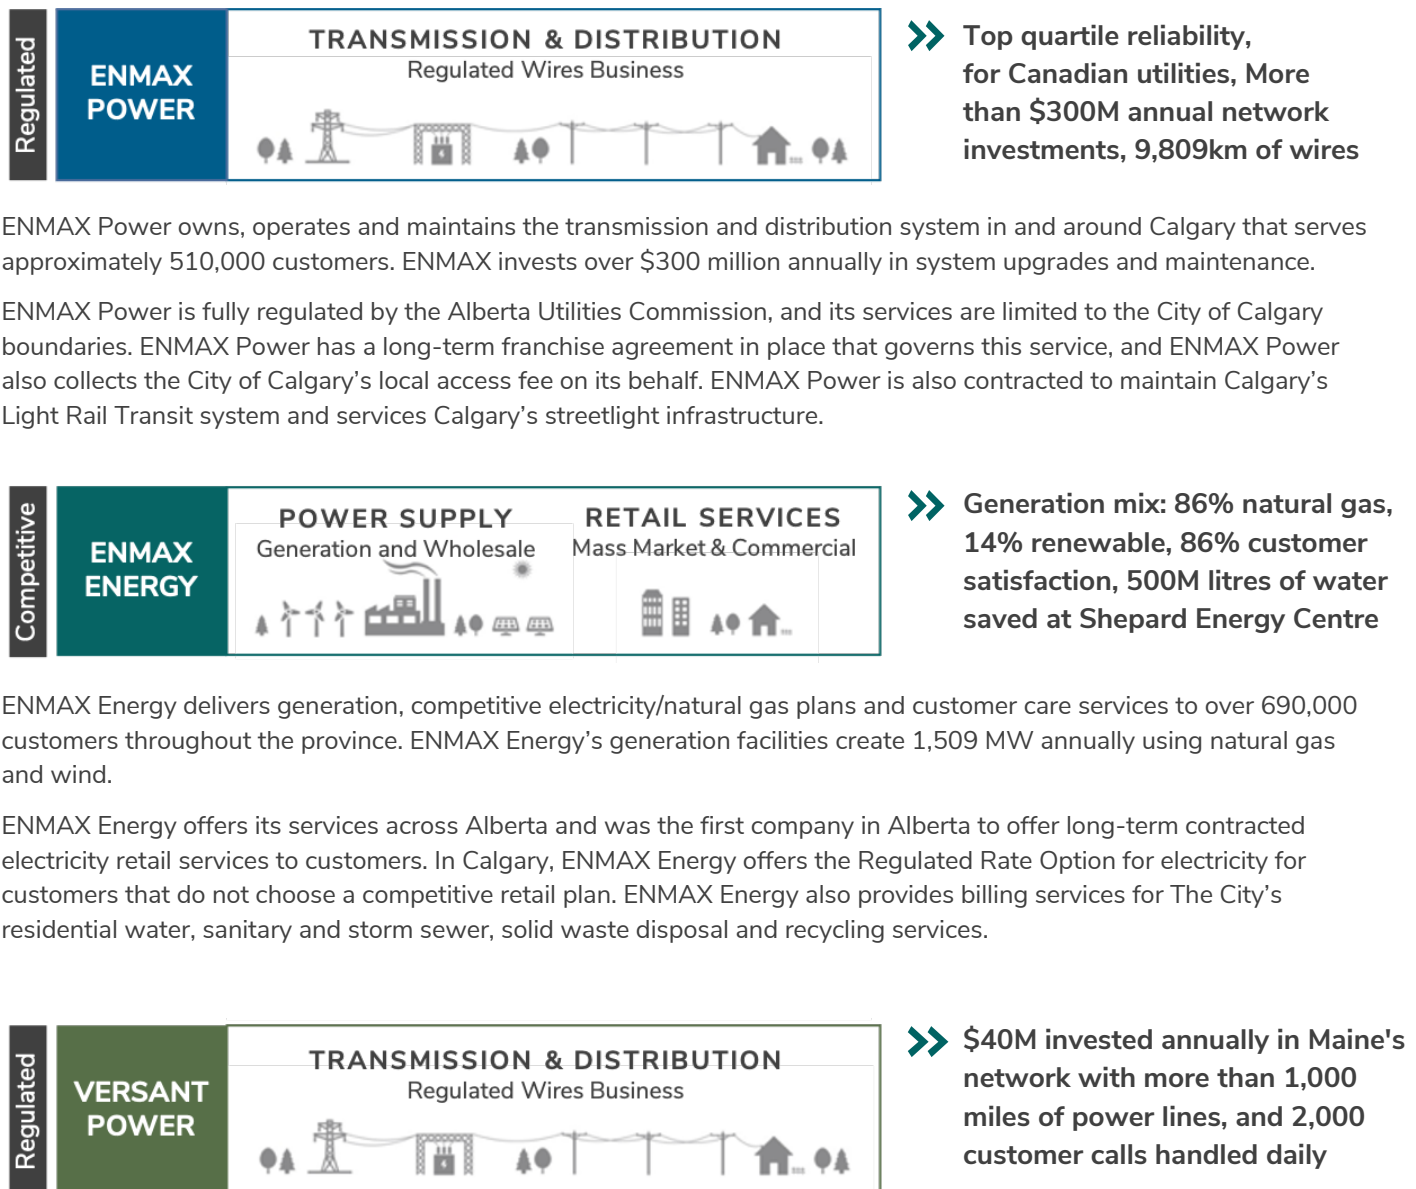 Regulated
ENMAX
POWER
TRANSMISSION & DISTRIBUTION
Regulated Wires Business
Top quartile reliability,
for Canadian utilities, More
than $300M annual network
investments, 9,809km of wires
ENMAX Power owns, operates and maintains the transmission and distribution system in and around Calgary that serves
approximately 510,000 customers. ENMAX invests over $300 million annually in system upgrades and maintenance.
ENMAX Power is fully regulated by the Alberta Utilities Commission, and its services are limited to the City of Calgary
boundaries. ENMAX Power has a long-term franchise agreement in place that governs this service, and ENMAX Power
also collects the City of Calgary’s local access fee on its behalf. ENMAX Power is also contracted to maintain Calgary’s
Light Rail Transit system and services Calgary’s streetlight infrastructure.
Competitive
ENMAX
ENERGY
POWER SUPPLY
Generation and Wholesale
RETAIL SERVICES
Mass Market & Commercial
Generation mix: 86% natural gas,
14% renewable, 86% customer
satisfaction, 500M litres of water
saved at Shepard Energy Centre
ENMAX Energy delivers generation, competitive electricity/natural gas plans and customer care services to over 690,000
customers throughout the province. ENMAX Energy’s generation facilities create 1,509 MW annually using natural gas
and wind.
ENMAX Energy offers its services across Alberta and was the first company in Alberta to offer long-term contracted
electricity retail services to customers. In Calgary, ENMAX Energy offers the Regulated Rate Option for electricity for
customers that do not choose a competitive retail plan. ENMAX Energy also provides billing services for The City’s
residential water, sanitary and storm sewer, solid waste disposal and recycling services.
Regulated
VERSANT
POWER
TRANSMISSION & DISTRIBUTION
Regulated Wires Business
$40M invested annually in Maine's
network with more than 1,000
miles of power lines, and 2,000
customer calls handled daily